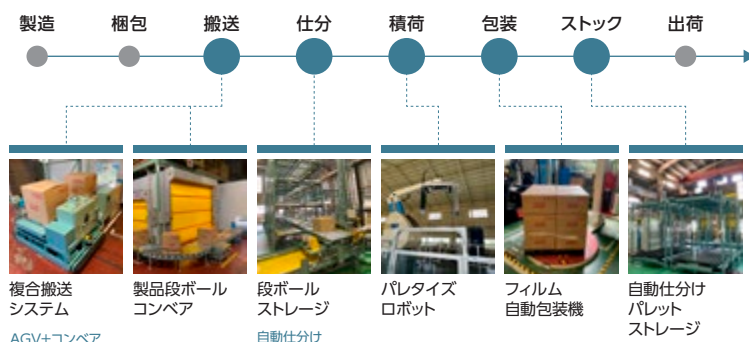 製造 梱包 搬送 仕分 積荷 包装 ストック 出荷
複合搬送
システム
AGV+コンベア
製品段ボール
コンベア
段ボール
ストレージ
自動仕分け
パレタイズ
ロボット
フィルム
自動包装機
自動仕分け
パレット
ストレージ